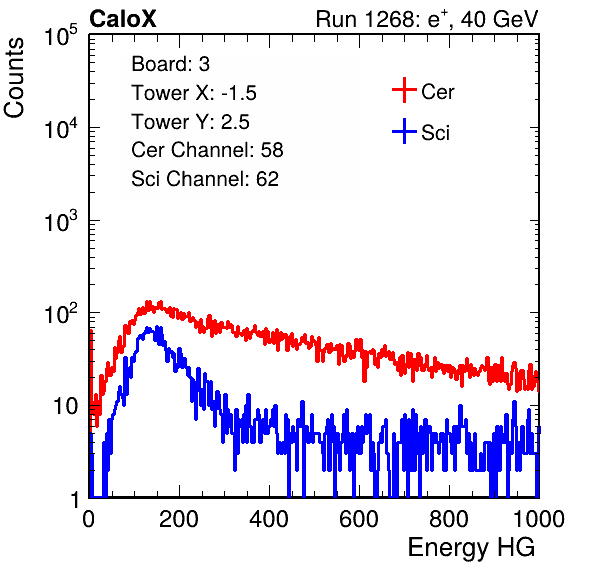 CaloX Run 1268: e⁺, 40 GeV
Counts
10⁵
10⁴
10³
10²
10
1
Board: 3
Tower X: -1.5
Tower Y: 2.5
Cer Channel: 58
Sci Channel: 62
Cer
Sci
0 200 400 600 800 1000
Energy HG